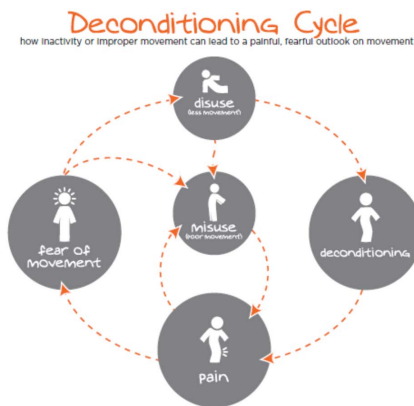 Deconditioning Cycle
how inactivity or improper movement can lead to a painful, fearful outlook on movement
disuse
(less movement)
misuse
(poor movement)
fear of
movement
deconditioning
pain